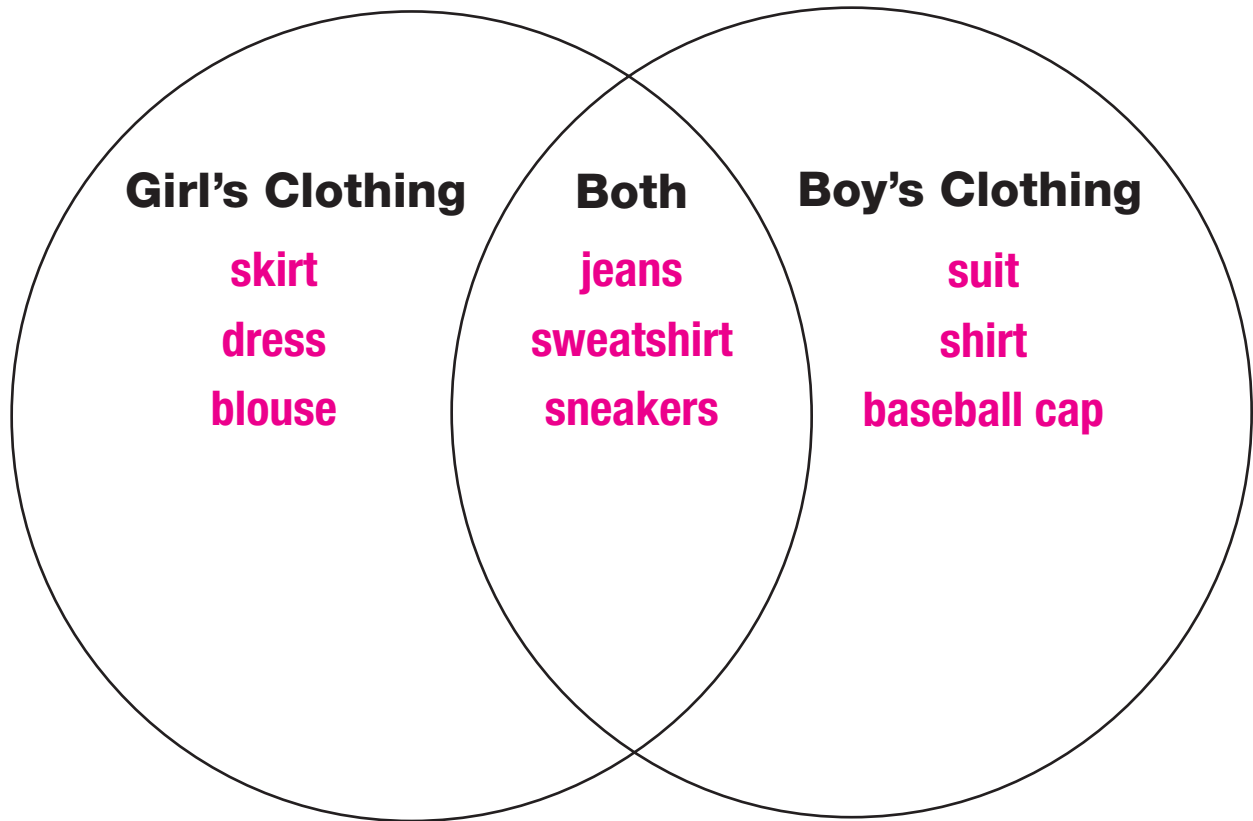 Girl’s Clothing
skirt
dress
blouse
Both
jeans
sweatshirt
sneakers
Boy’s Clothing
suit
shirt
baseball cap